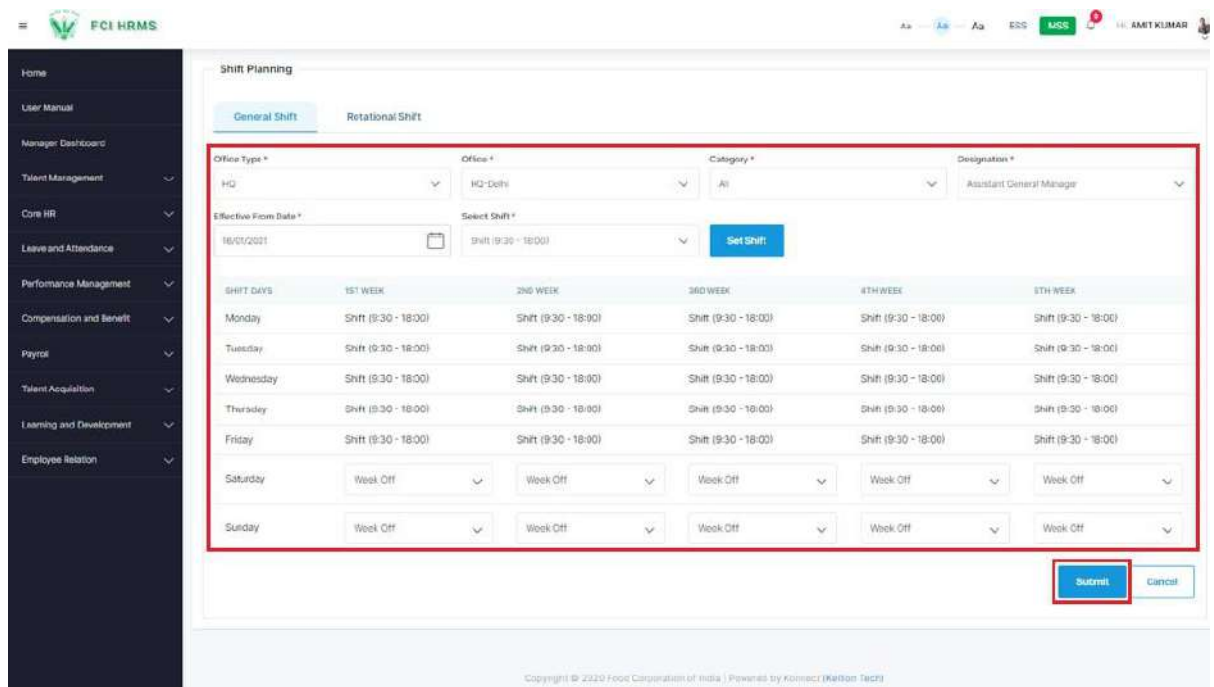 FCI HRMS
Aa Aa Aa ESS MSS Hi, AMIT KUMAR
Home
User Manual
Manager Dashboard
Talent Management
Core HR
Leave and Attendance
Performance Management
Compensation and Benefit
Payroll
Talent Acquisition
Learning and Development
Employee Relation
Shift Planning
General Shift Rotational Shift
Office Type * Office * Category * Designation *
HQ HQ-Delhi All Assistant General Manager
Effective From Date * Select Shift *
18/01/2021 Shift (9:30 - 18:00) Set Shift
SHIFT DAYS 1ST WEEK 2ND WEEK 3RD WEEK 4TH WEEK 5TH WEEK
Monday Shift (9:30 - 18:00) Shift (9:30 - 18:00) Shift (9:30 - 18:00) Shift (9:30 - 18:00) Shift (9:30 - 18:00)
Tuesday Shift (9:30 - 18:00) Shift (9:30 - 18:00) Shift (9:30 - 18:00) Shift (9:30 - 18:00) Shift (9:30 - 18:00)
Wednesday Shift (9:30 - 18:00) Shift (9:30 - 18:00) Shift (9:30 - 18:00) Shift (9:30 - 18:00) Shift (9:30 - 18:00)
Thursday Shift (9:30 - 18:00) Shift (9:30 - 18:00) Shift (9:30 - 18:00) Shift (9:30 - 18:00) Shift (9:30 - 18:00)
Friday Shift (9:30 - 18:00) Shift (9:30 - 18:00) Shift (9:30 - 18:00) Shift (9:30 - 18:00) Shift (9:30 - 18:00)
Saturday Week Off Week Off Week Off Week Off Week Off
Sunday Week Off Week Off Week Off Week Off Week Off
Submit Cancel
Copyright © 2020 Food Corporation of India | Powered by Konnect (Kellton Tech)